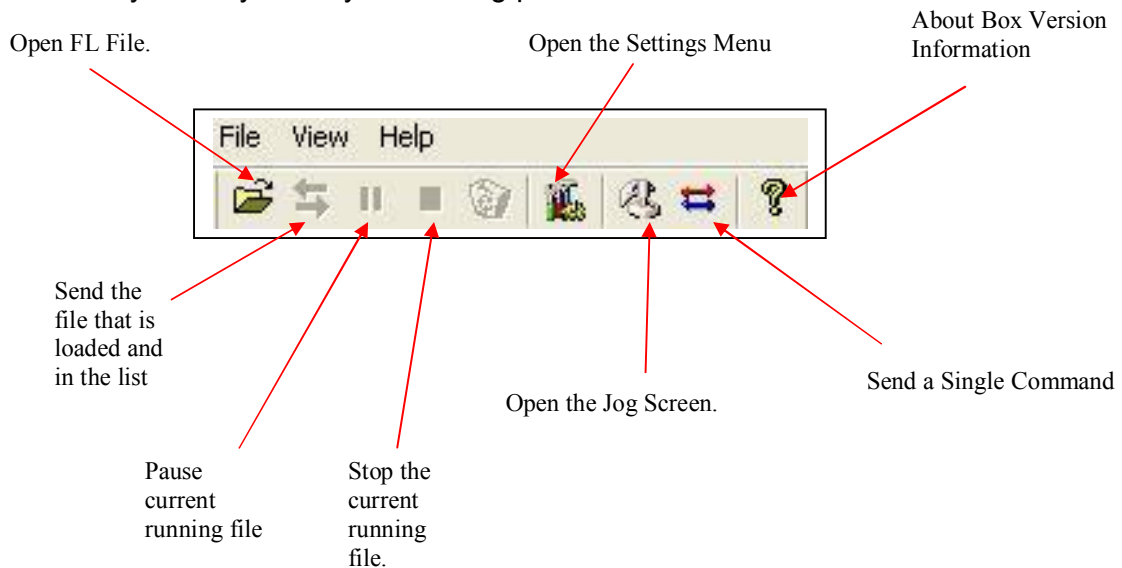 About Box Version
Information
Open FL File.
Open the Settings Menu
File View Help
Send the
file that is
loaded and
in the list
Send a Single Command
Open the Jog Screen.
Pause
current
running file
Stop the
current
running
file.